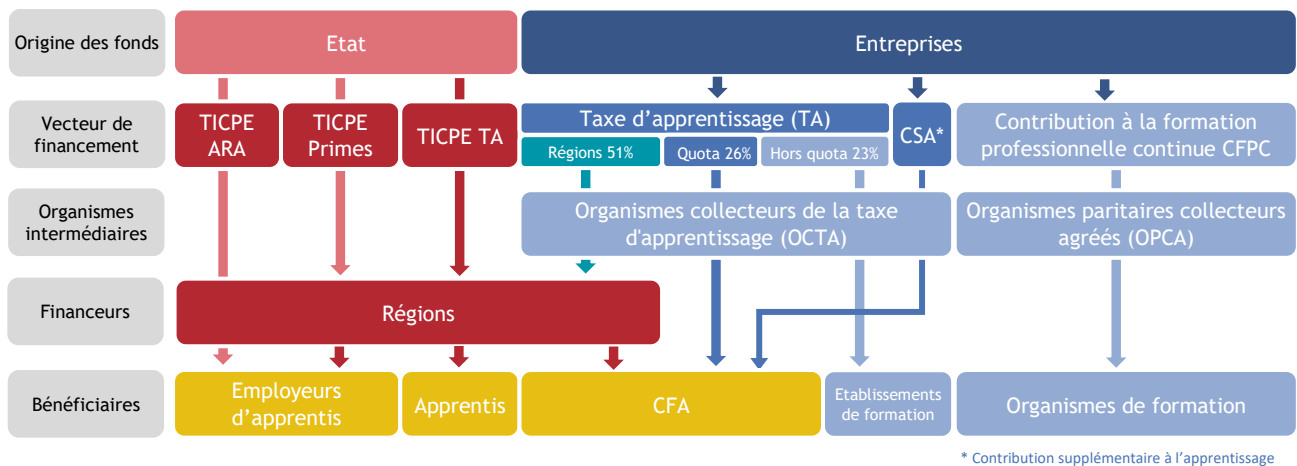 Origine des fonds
Etat
Entreprises
Vecteur de
financement
TICPE
ARA
TICPE
Primes
TICPE TA
Taxe d’apprentissage (TA)
Régions 51%
Quota 26%
Hors quota 23%
CSA*
Contribution à la formation
professionnelle continue CFPC
Organismes
intermédiaires
Organismes collecteurs de la taxe
d'apprentissage (OCTA)
Organismes paritaires collecteurs
agréés (OPCA)
Financeurs
Régions
Bénéficiaires
Employeurs
d’apprentis
Apprentis
CFA
Etablissements
de formation
Organismes de formation
* Contribution supplémentaire à l’apprentissage